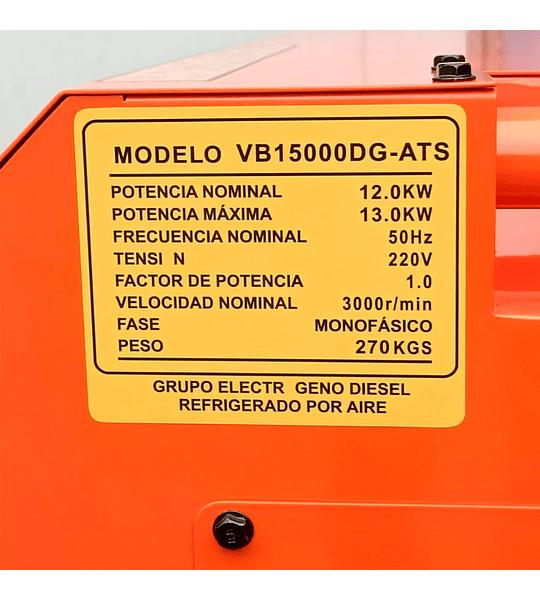 MODELO VB15000DG-ATS
POTENCIA NOMINAL 12.0KW
POTENCIA MÁXIMA 13.0KW
FRECUENCIA NOMINAL 50Hz
TENSI N 220V
FACTOR DE POTENCIA 1.0
VELOCIDAD NOMINAL 3000r/min
FASE MONOFÁSICO
PESO 270KGS
GRUPO ELECTR GENO DIESEL
REFRIGERADO POR AIRE